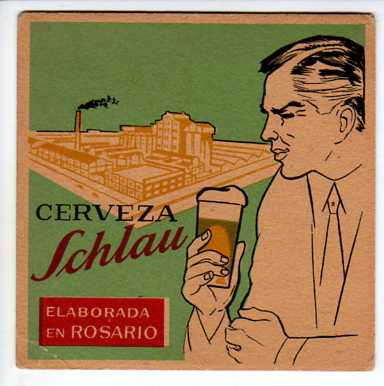 CERVEZA
Schlau
ELABORADA
EN ROSARIO